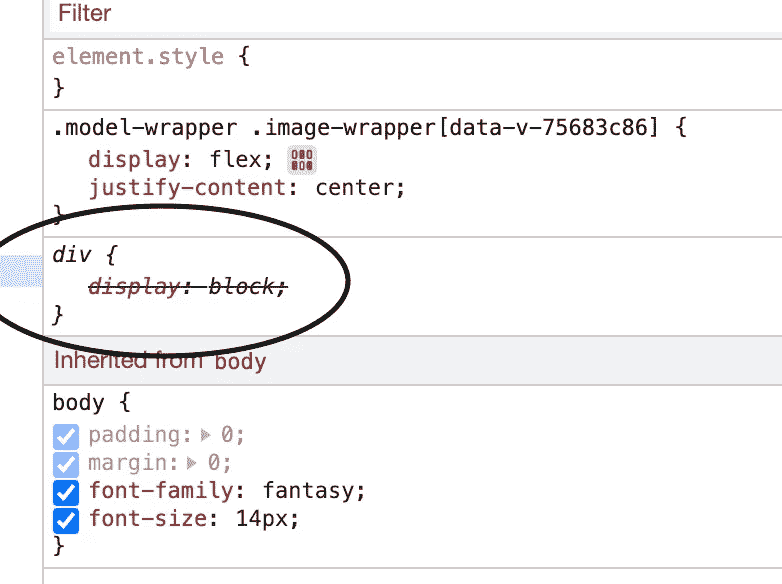 Filter
element.style {
}
.model-wrapper .image-wrapper[data-v-75683c86] {
display: flex;
justify-content: center;
}
div {
display: block;
}
Inherited from body
body {
padding: 0;
margin: 0;
font-family: fantasy;
font-size: 14px;
}